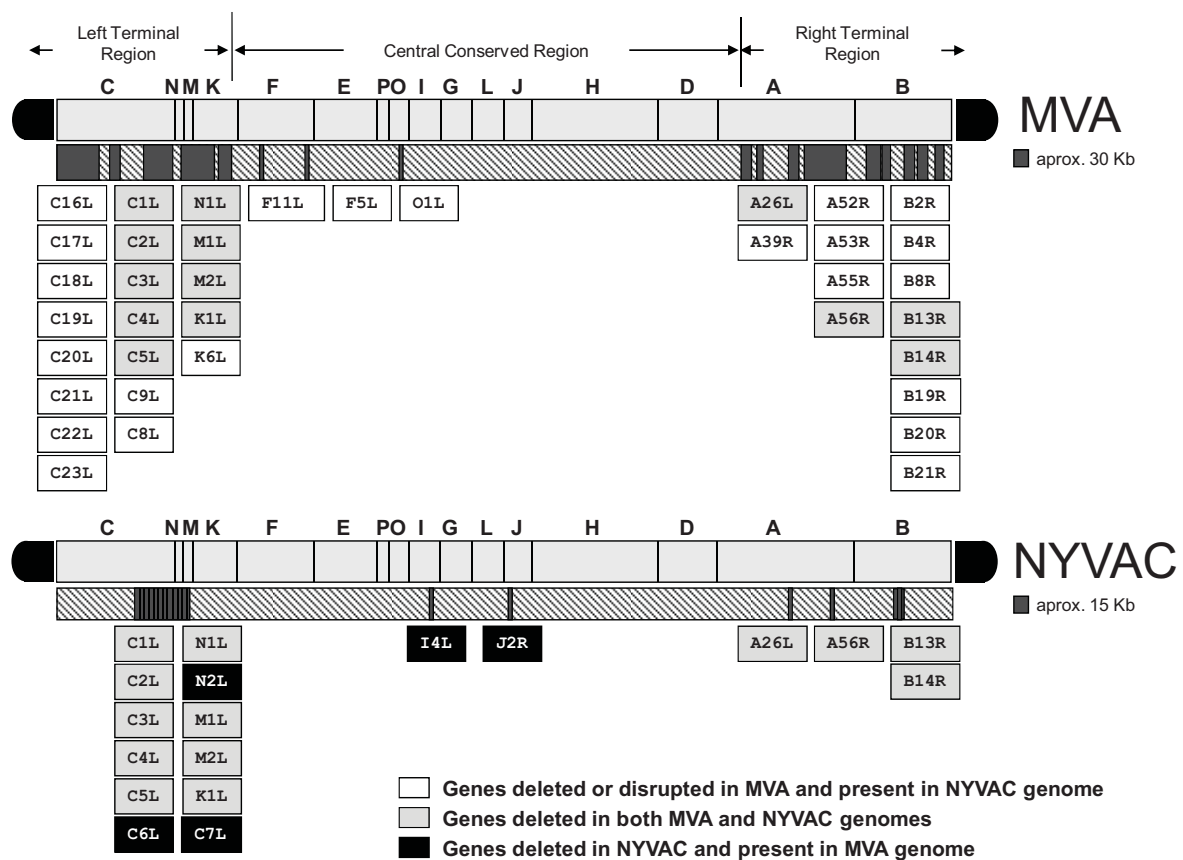 Left Terminal
Region
Central Conserved Region
Right Terminal
Region
C N M K F E P O I G L J H D A B
MVA
aprox. 30 Kb
C16L C1L N1L F11L F5L O1L A26L A52R B2R
C17L C2L M1L A39R A53R B4R
C18L C3L M2L A55R B8R
C19L C4L K1L A56R B13R
C20L C5L K6L B14R
C21L C9L B19R
C22L C8L B20R
C23L B21R
C N M K F E P O I G L J H D A B
NYVAC
aprox. 15 Kb
C1L N1L I4L J2R A26L A56R B13R
C2L N2L B14R
C3L M1L
C4L M2L
C5L K1L
C6L C7L
Genes deleted or disrupted in MVA and present in NYVAC genome
Genes deleted in both MVA and NYVAC genomes
Genes deleted in NYVAC and present in MVA genome